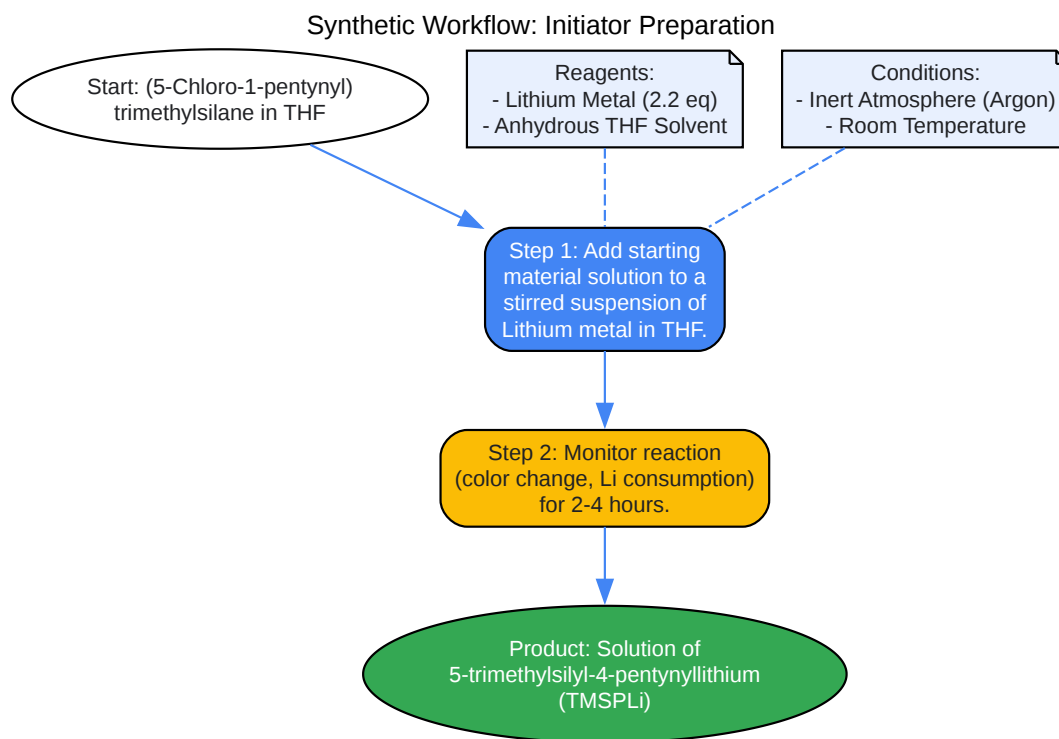 Synthetic Workflow: Initiator Preparation
Start: (5-Chloro-1-pentynyl)
trimethylsilane in THF
Reagents:
- Lithium Metal (2.2 eq)
- Anhydrous THF Solvent
Conditions:
- Inert Atmosphere (Argon)
- Room Temperature
Step 1: Add starting
material solution to a
stirred suspension of
Lithium metal in THF.
Step 2: Monitor reaction
(color change, Li consumption)
for 2-4 hours.
Product: Solution of
5-trimethylsilyl-4-pentynyllithium
(TMSPLi)